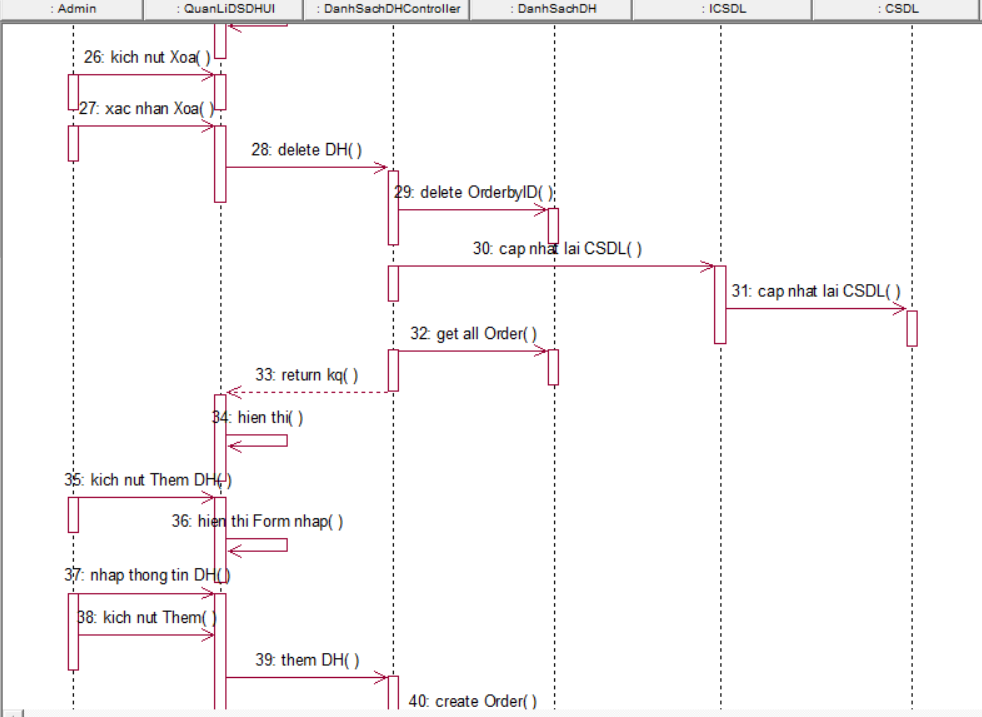 : Admin
: QuanLiDSDHUI
: DanhSachDHController
: DanhSachDH
: ICSDL
: CSDL
26: kich nut Xoa( )
27: xac nhan Xoa( )
28: delete DH( )
29: delete OrderbyID( )
30: cap nhat lai CSDL( )
31: cap nhat lai CSDL( )
32: get all Order( )
33: return kq( )
34: hien thi( )
35: kich nut Them DH( )
36: hien thi Form nhap( )
37: nhap thong tin DH( )
38: kich nut Them( )
39: them DH( )
40: create Order( )